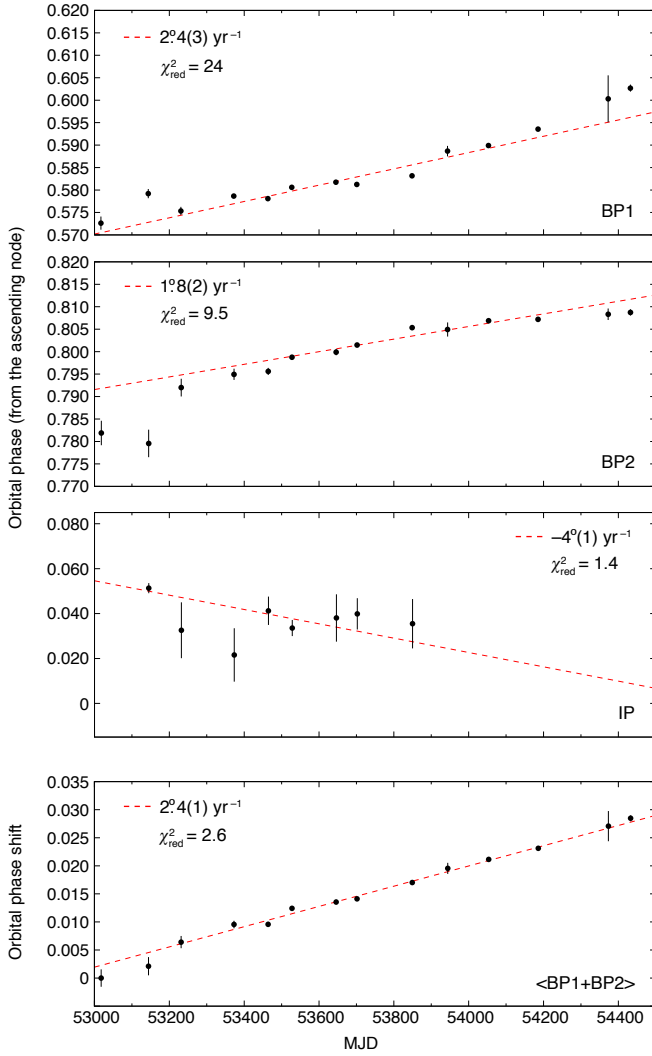 Orbital phase (from the ascending node)
0.620
0.615
0.610
0.605
0.600
0.595
0.590
0.585
0.580
0.575
0.570
2°.4(3) yr⁻¹
χ²red = 24
BP1
0.820
0.815
0.810
0.805
0.800
0.795
0.790
0.785
0.780
0.775
0.770
1°.8(2) yr⁻¹
χ²red = 9.5
BP2
0.080
0.060
0.040
0.020
0
−4°(1) yr⁻¹
χ²red = 1.4
IP
Orbital phase shift
0.035
0.030
0.025
0.020
0.015
0.010
0.005
0
2°.4(1) yr⁻¹
χ²red = 2.6
<BP1+BP2>
53000 53200 53400 53600 53800 54000 54200 54400
MJD